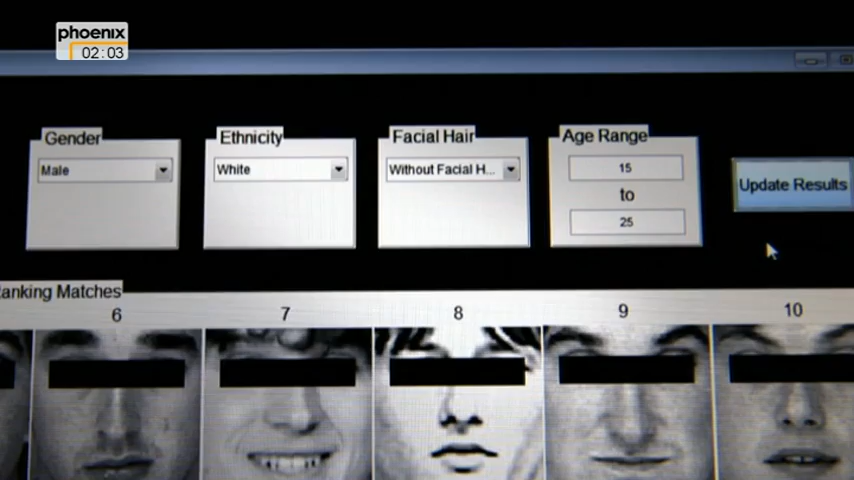 phoenix
02:03
Gender
Ethnicity
Facial Hair
Age Range
Male
White
Without Facial H...
15
to
25
Update Results
anking Matches
6
7
8
9
10